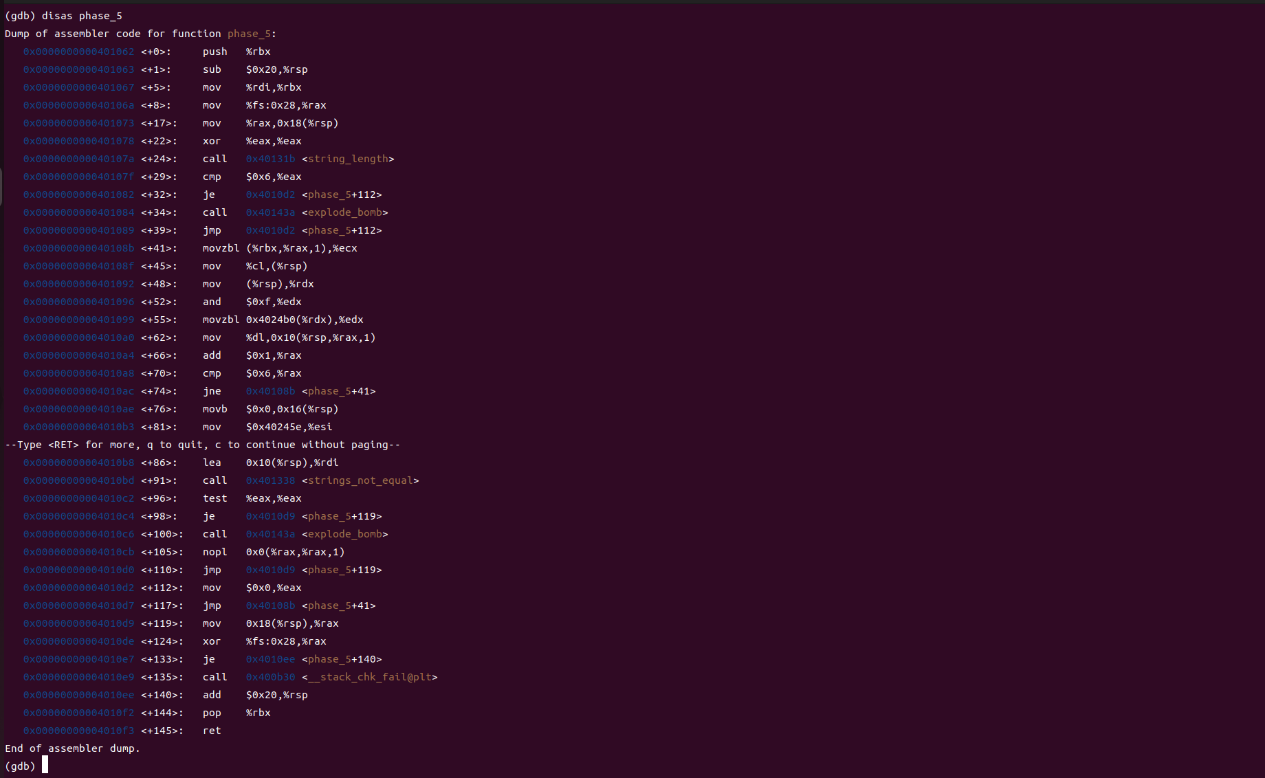 (gdb) disas phase_5
Dump of assembler code for function phase_5:
   0x0000000000401062 <+0>:     push   %rbx
   0x0000000000401063 <+1>:     sub    $0x20,%rsp
   0x0000000000401067 <+5>:     mov    %rdi,%rbx
   0x000000000040106a <+8>:     mov    %fs:0x28,%rax
   0x0000000000401073 <+17>:    mov    %rax,0x18(%rsp)
   0x0000000000401078 <+22>:    xor    %eax,%eax
   0x000000000040107a <+24>:    call   0x40131b <string_length>
   0x000000000040107f <+29>:    cmp    $0x6,%eax
   0x0000000000401082 <+32>:    je     0x4010d2 <phase_5+112>
   0x0000000000401084 <+34>:    call   0x40143a <explode_bomb>
   0x0000000000401089 <+39>:    jmp    0x4010d2 <phase_5+112>
   0x000000000040108b <+41>:    movzbl (%rbx,%rax,1),%ecx
   0x000000000040108f <+45>:    mov    %cl,(%rsp)
   0x0000000000401092 <+48>:    mov    (%rsp),%rdx
   0x0000000000401096 <+52>:    and    $0xf,%edx
   0x0000000000401099 <+55>:    movzbl 0x4024b0(%rdx),%edx
   0x00000000004010a0 <+62>:    mov    %dl,0x10(%rsp,%rax,1)
   0x00000000004010a4 <+66>:    add    $0x1,%rax
   0x00000000004010a8 <+70>:    cmp    $0x6,%rax
   0x00000000004010ac <+74>:    jne    0x40108b <phase_5+41>
   0x00000000004010ae <+76>:    movb   $0x0,0x16(%rsp)
   0x00000000004010b3 <+81>:    mov    $0x40245e,%esi
--Type <RET> for more, q to quit, c to continue without paging--
   0x00000000004010b8 <+86>:    lea    0x10(%rsp),%rdi
   0x00000000004010bd <+91>:    call   0x401338 <strings_not_equal>
   0x00000000004010c2 <+96>:    test   %eax,%eax
   0x00000000004010c4 <+98>:    je     0x4010d9 <phase_5+119>
   0x00000000004010c6 <+100>:   call   0x40143a <explode_bomb>
   0x00000000004010cb <+105>:   nopl   0x0(%rax,%rax,1)
   0x00000000004010d0 <+110>:   jmp    0x4010d9 <phase_5+119>
   0x00000000004010d2 <+112>:   mov    $0x0,%eax
   0x00000000004010d7 <+117>:   jmp    0x40108b <phase_5+41>
   0x00000000004010d9 <+119>:   mov    0x18(%rsp),%rax
   0x00000000004010de <+124>:   xor    %fs:0x28,%rax
   0x00000000004010e7 <+133>:   je     0x4010ee <phase_5+140>
   0x00000000004010e9 <+135>:   call   0x400b30 <__stack_chk_fail@plt>
   0x00000000004010ee <+140>:   add    $0x20,%rsp
   0x00000000004010f2 <+144>:   pop    %rbx
   0x00000000004010f3 <+145>:   ret
End of assembler dump.
(gdb)